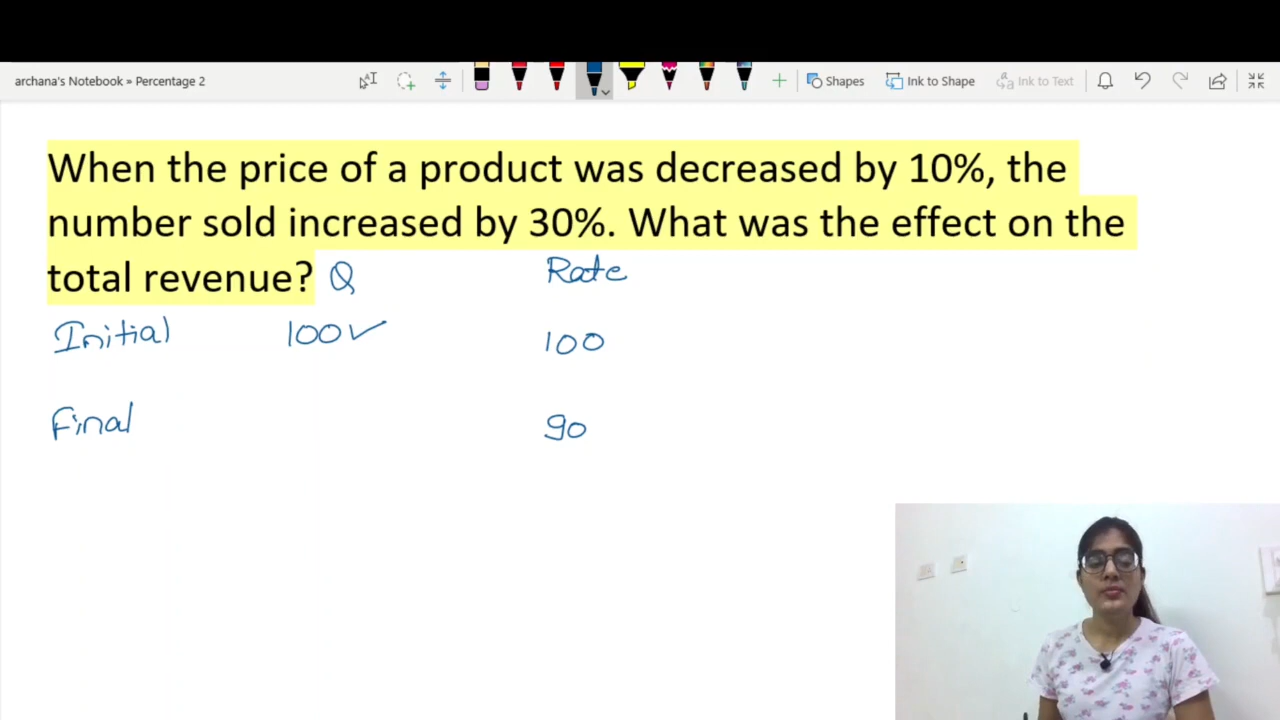 archana's Notebook » Percentage 2
Shapes
Ink to Shape
Ink to Text
When the price of a product was decreased by 10%, the
number sold increased by 30%. What was the effect on the
total revenue? Q Rate
Initial 100✓ 100
Final 90